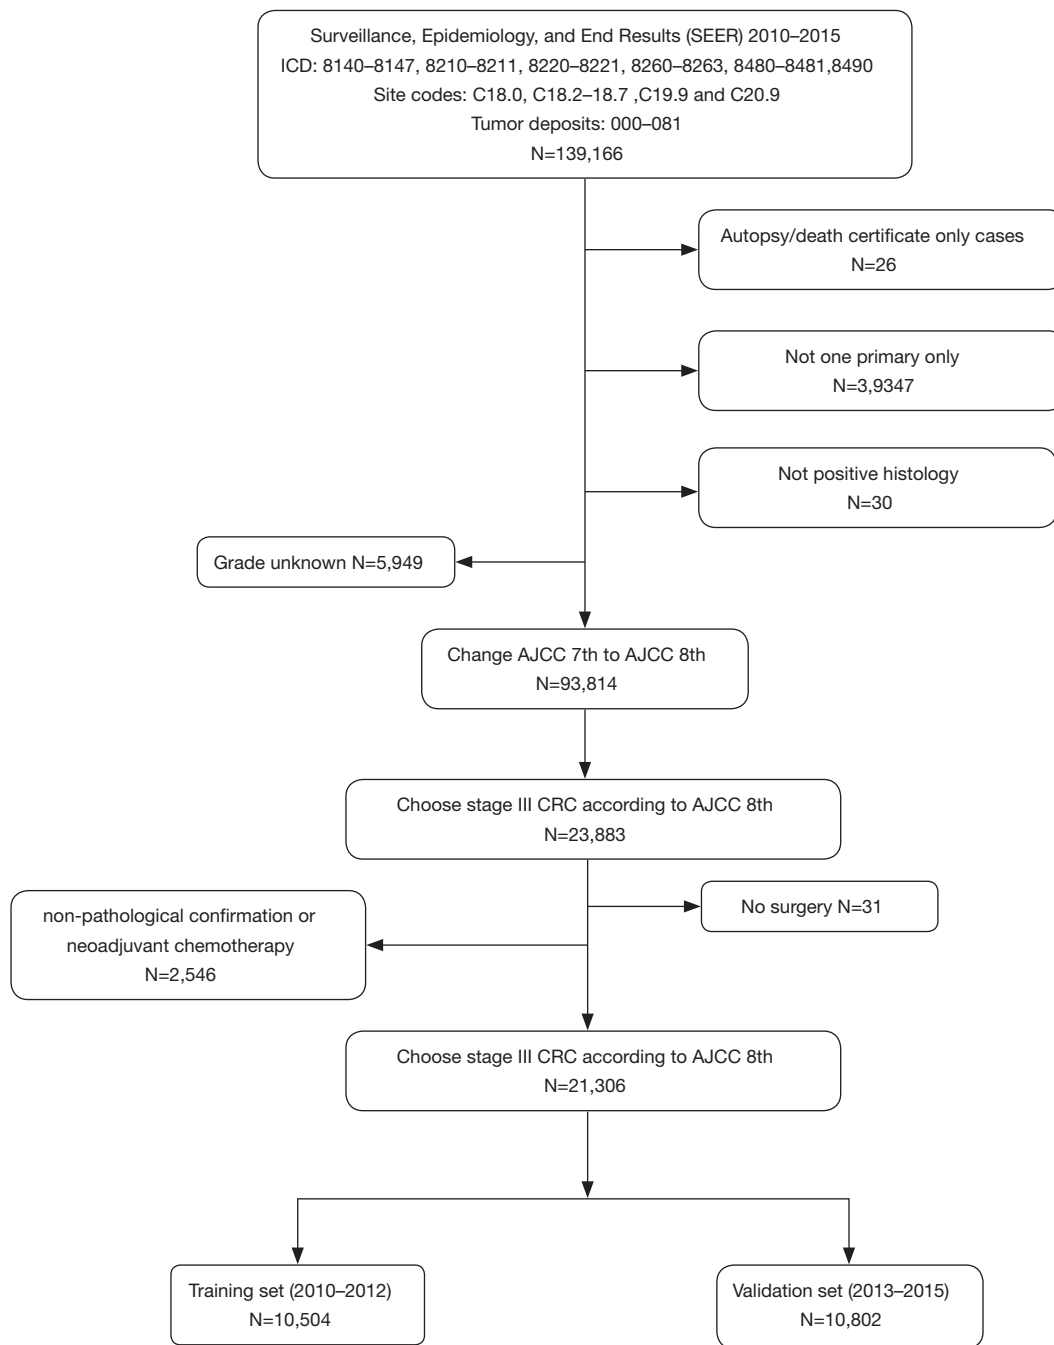 Surveillance, Epidemiology, and End Results (SEER) 2010–2015
ICD: 8140–8147, 8210–8211, 8220–8221, 8260–8263, 8480–8481,8490
Site codes: C18.0, C18.2–18.7 ,C19.9 and C20.9
Tumor deposits: 000–081
N=139,166
Autopsy/death certificate only cases
N=26
Not one primary only
N=3,9347
Not positive histology
N=30
Grade unknown N=5,949
Change AJCC 7th to AJCC 8th
N=93,814
Choose stage III CRC according to AJCC 8th
N=23,883
No surgery N=31
non-pathological confirmation or
neoadjuvant chemotherapy
N=2,546
Choose stage III CRC according to AJCC 8th
N=21,306
Training set (2010–2012)
N=10,504
Validation set (2013–2015)
N=10,802